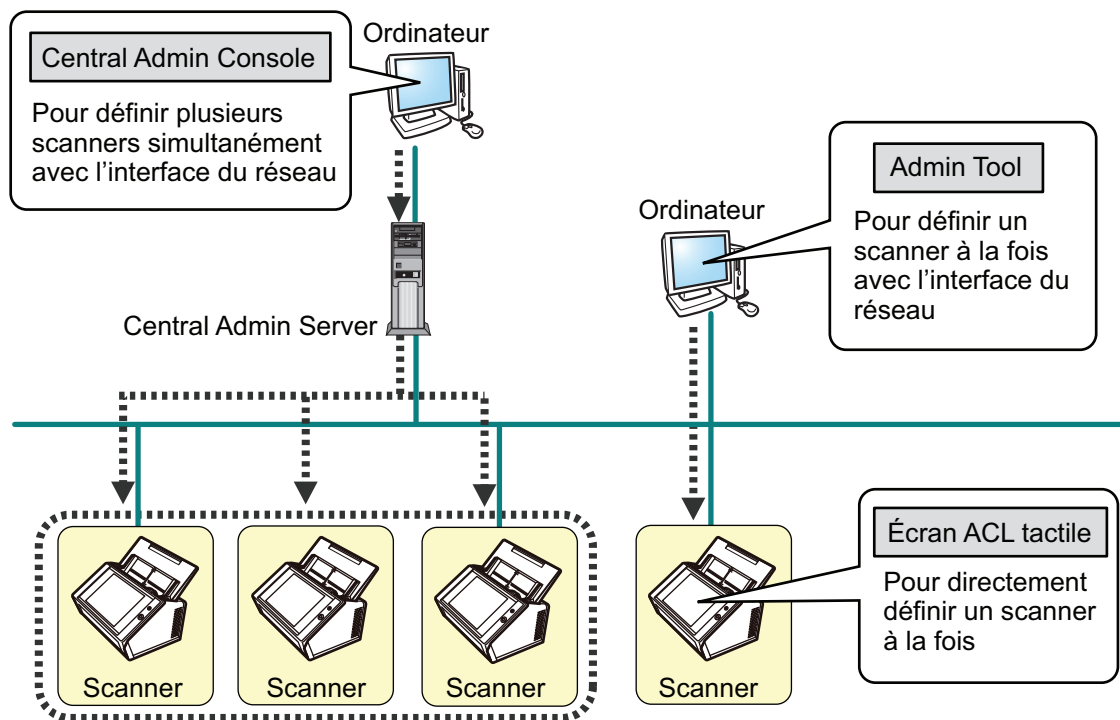 Ordinateur
Central Admin Console
Pour définir plusieurs
scanners simultanément
avec l’interface du réseau
Ordinateur
Admin Tool
Pour définir un
scanner à la fois
avec l’interface du
réseau
Central Admin Server
Écran ACL tactile
Pour directement
définir un scanner
à la fois
Scanner
Scanner
Scanner
Scanner